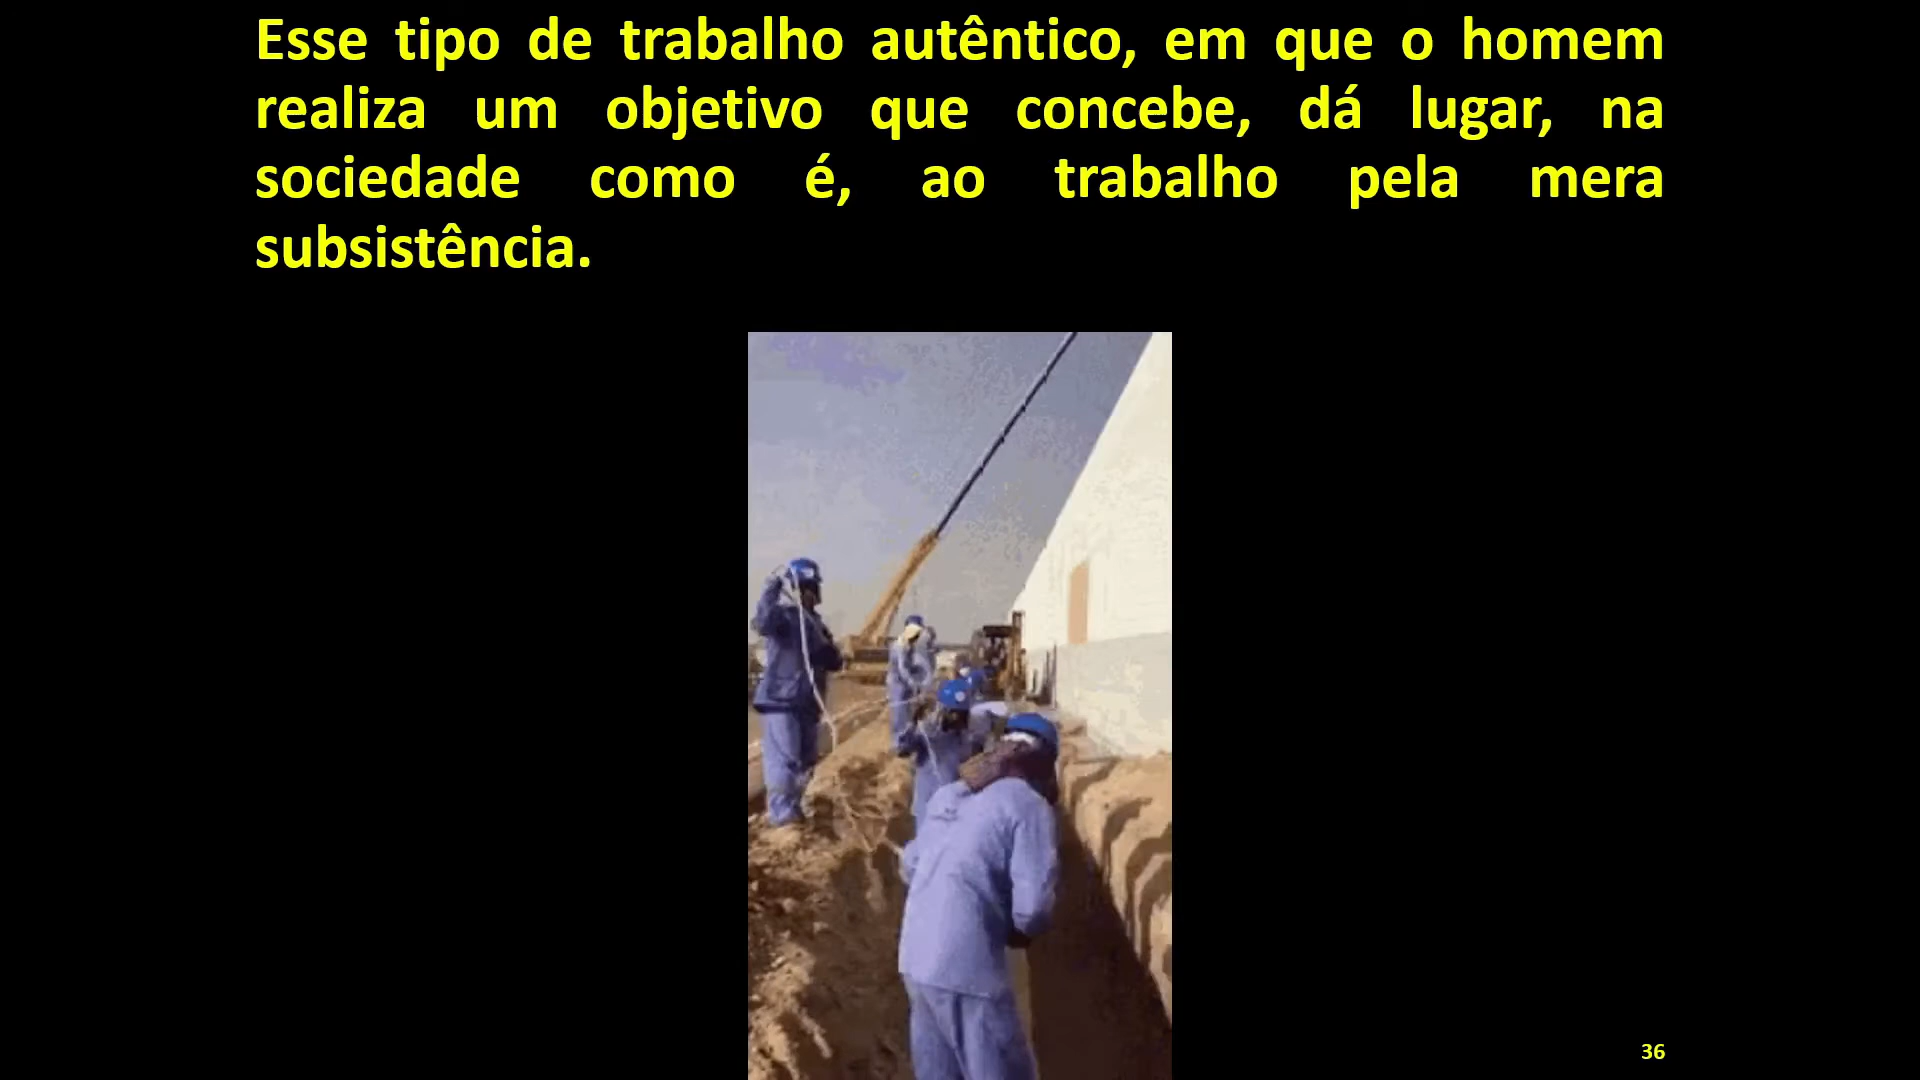 Esse tipo de trabalho autêntico, em que o homem
realiza um objetivo que concebe, dá lugar, na
sociedade como é, ao trabalho pela mera
subsistência.
36